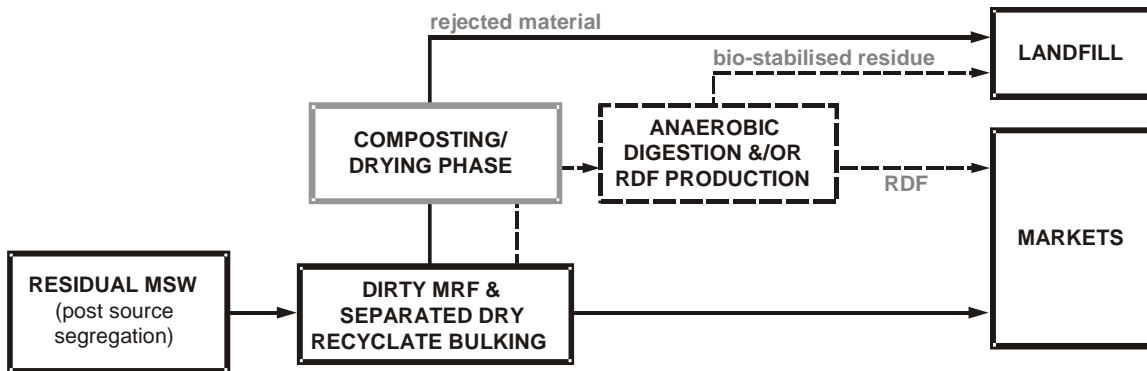 rejected material
LANDFILL
bio-stabilised residue
COMPOSTING/
DRYING PHASE
ANAEROBIC
DIGESTION &/OR
RDF PRODUCTION
RDF
MARKETS
RESIDUAL MSW
(post source
segregation)
DIRTY MRF &
SEPARATED DRY
RECYCLATE BULKING